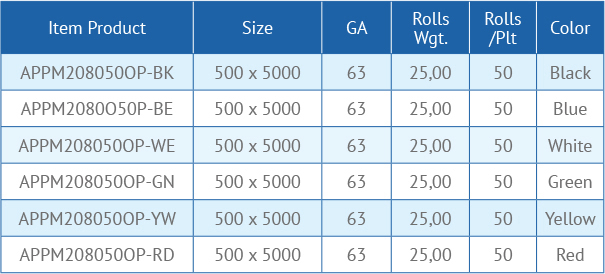 Item Product Size GA Rolls Wgt. Rolls /Plt Color
APPM208050OP-BK 500 x 5000 63 25,00 50 Black
APPM2080O50P-BE 500 x 5000 63 25,00 50 Blue
APPM208050OP-WE 500 x 5000 63 25,00 50 White
APPM208050OP-GN 500 x 5000 63 25,00 50 Green
APPM208050OP-YW 500 x 5000 63 25,00 50 Yellow
APPM208050OP-RD 500 x 5000 63 25,00 50 Red